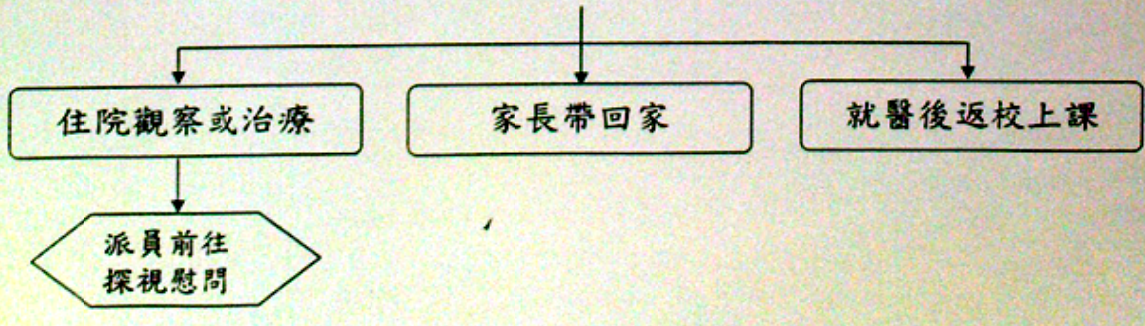 住院觀察或治療
家長帶回家
就醫後返校上課
派員前往
探視慰問